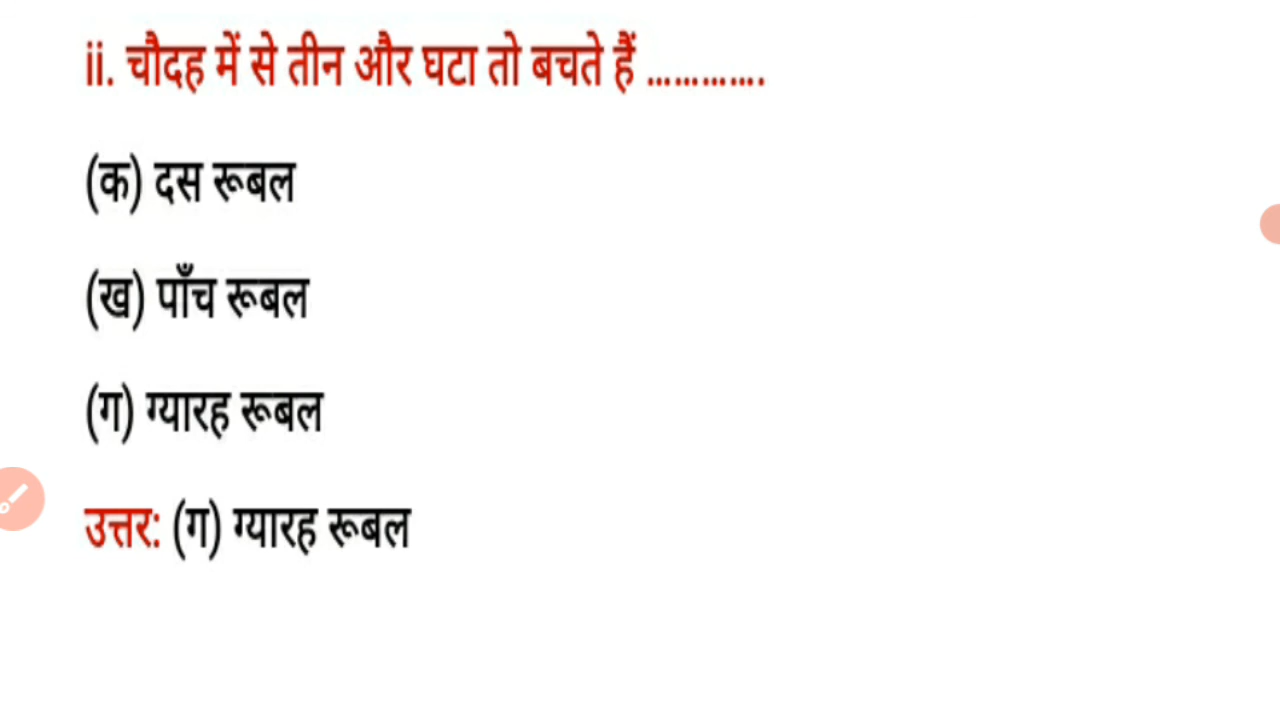 ii. चौदह में से तीन और घटा तो बचते हैं ………….
(क) दस रूबल
(ख) पाँच रूबल
(ग) ग्यारह रूबल
उत्तर: (ग) ग्यारह रूबल